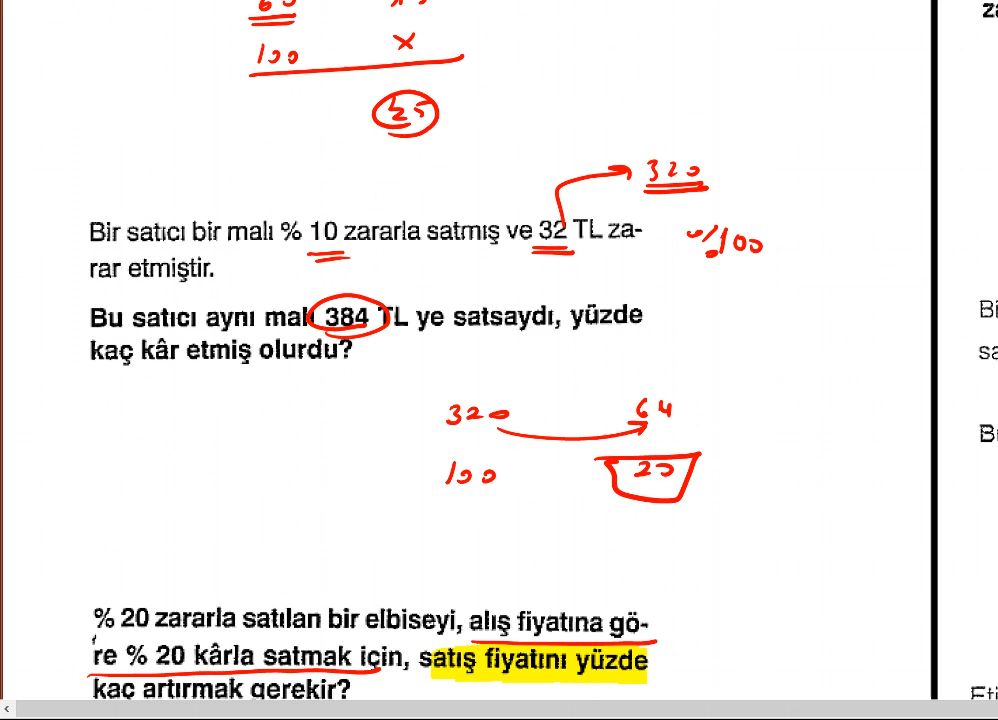 100 x
25
320
Bir satıcı bir malı % 10 zararla satmış ve 32 TL za-
%100
rar etmiştir.
Bu satıcı aynı malı 384 TL ye satsaydı, yüzde
kaç kâr etmiş olurdu?
320 64
100 20
% 20 zararla satılan bir elbiseyi, alış fiyatına gö-
re % 20 kârla satmak için, satış fiyatını yüzde
kaç artırmak gerekir?
za
Bi
sa
B
Eti